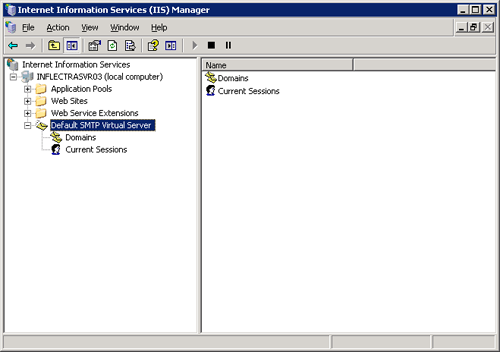 Internet Information Services (IIS) Manager
File Action View Window Help
Internet Information Services
INFLECTRASVR03 (local computer)
Application Pools
Web Sites
Web Service Extensions
Default SMTP Virtual Server
Domains
Current Sessions
Name
Domains
Current Sessions